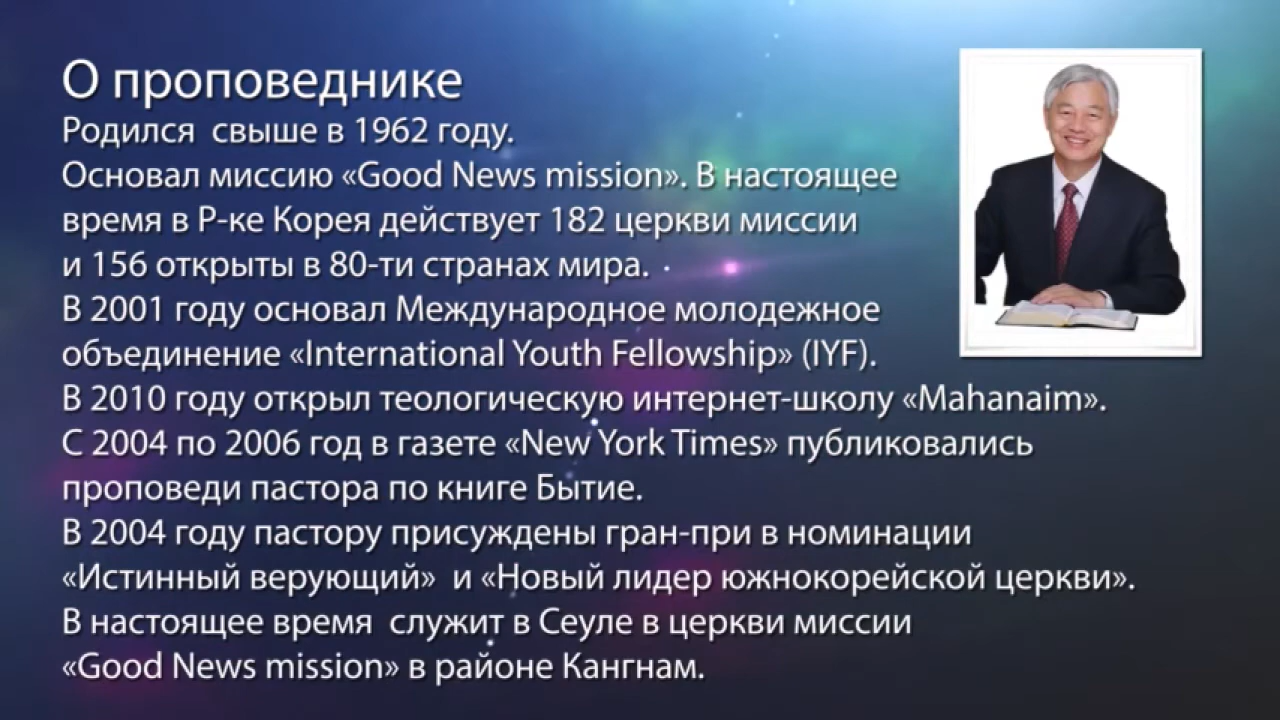 О проповеднике
Родился свыше в 1962 году.
Основал миссию «Good News mission». В настоящее
время в Р-ке Корея действует 182 церкви миссии
и 156 открыты в 80-ти странах мира.
В 2001 году основал Международное молодежное
объединение «International Youth Fellowship» (IYF).
В 2010 году открыл теологическую интернет-школу «Mahanaim».
С 2004 по 2006 год в газете «New York Times» публиковались
проповеди пастора по книге Бытие.
В 2004 году пастору присуждены гран-при в номинации
«Истинный верующий» и «Новый лидер южнокорейской церкви».
В настоящее время служит в Сеуле в церкви миссии
«Good News mission» в районе Кангнам.